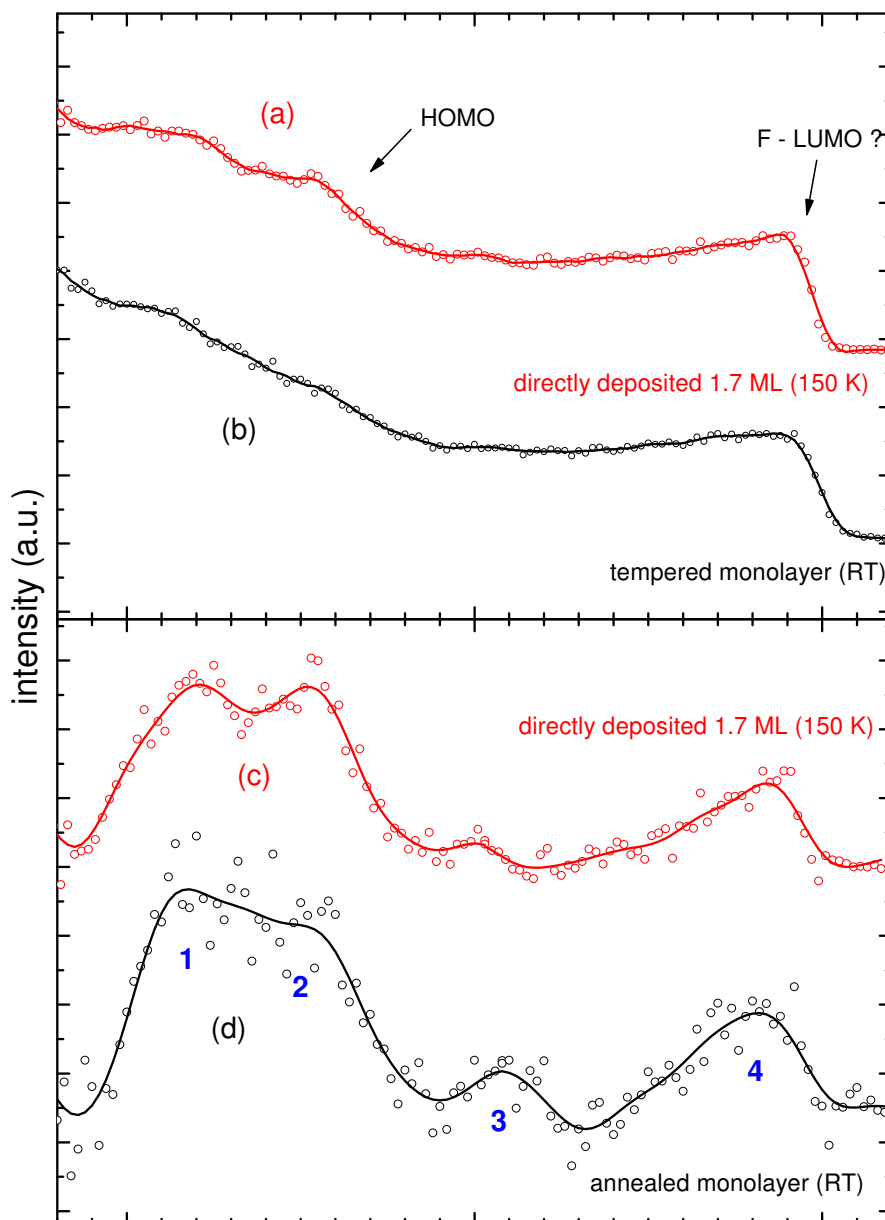 (a)
HOMO
F - LUMO ?
directly deposited 1.7 ML (150 K)
(b)
tempered monolayer (RT)
intensity (a.u.)
directly deposited 1.7 ML (150 K)
(c)
1
2
(d)
3
4
annealed monolayer (RT)